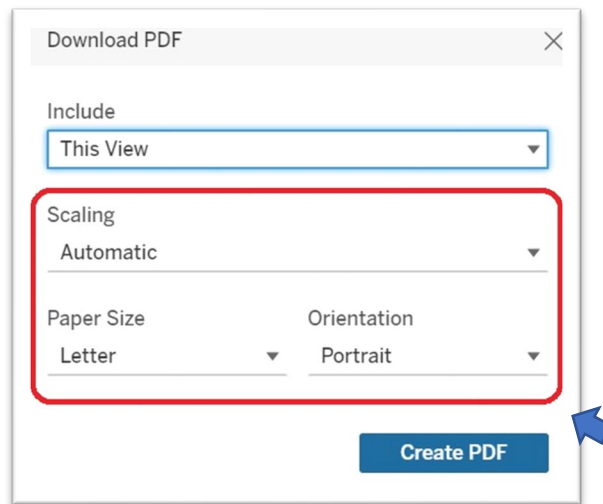 Download PDF
Include
This View
Scaling
Automatic
Paper Size Orientation
Letter Portrait
Create PDF